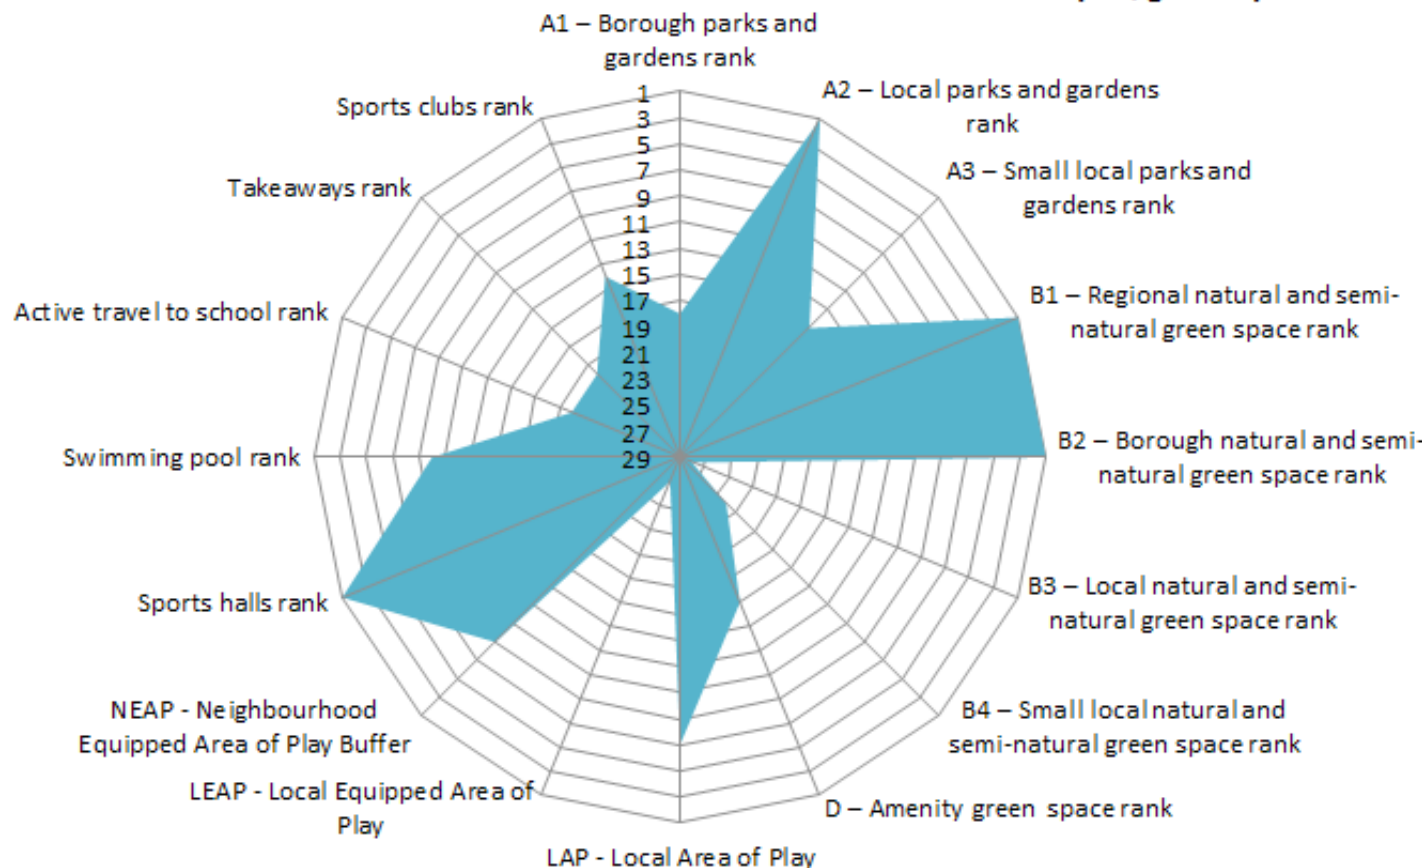 A1 – Borough parks and
gardens rank
A2 – Local parks and gardens
rank
A3 – Small local parks and
gardens rank
B1 – Regional natural and semi-
natural green space rank
B2 – Borough natural and semi-
natural green space rank
B3 – Local natural and semi-
natural green space rank
B4 – Small local natural and
semi-natural green space rank
D – Amenity green space rank
LAP - Local Area of Play
LEAP - Local Equipped Area of
Play
NEAP - Neighbourhood
Equipped Area of Play Buffer
Sports halls rank
Swimming pool rank
Active travel to school rank
Takeaways rank
Sports clubs rank
1
3
5
7
9
11
13
15
17
19
21
23
25
27
29